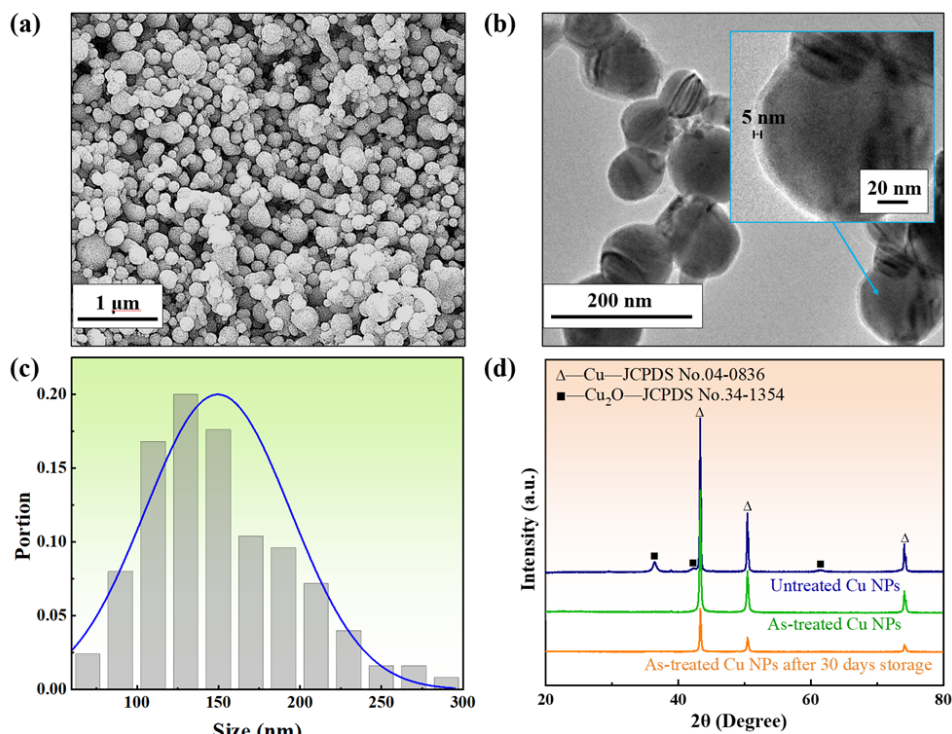 (a)
1 μm
(b)
5 nm
20 nm
200 nm
(c)
0.20
0.15
0.10
0.05
0.00
Portion
50 100 150 200 250 300
Size (nm)
(d)
Δ—Cu—JCPDS No.04-0836
■—Cu₂O—JCPDS No.34-1354
Δ
Δ
Δ
■
■
■
Intensity (a.u.)
Untreated Cu NPs
As-treated Cu NPs
As-treated Cu NPs after 30 days storage
20 40 60 80
2θ (Degree)